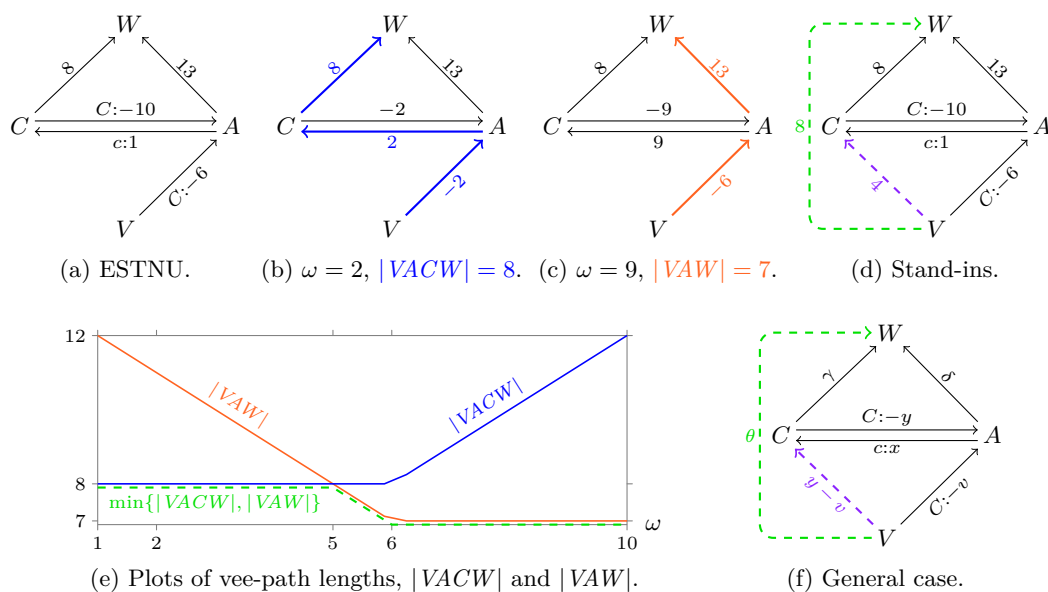 W
8
13
C:−10
C
A
c:1
C:−6
V
(a) ESTNU.
W
8
13
−2
C
A
2
−2
V
(b) ω = 2, |VACW| = 8.
W
8
13
−9
C
A
9
−6
V
(c) ω = 9, |VAW| = 7.
W
8
13
C:−10
C
A
8
c:1
4
C:−6
V
(d) Stand-ins.
12
|VAW|
|VACW|
8
min{|VACW|, |VAW|}
7
ω
1 2 5 6 10
(e) Plots of vee-path lengths, |VACW| and |VAW|.
W
γ
δ
C:−y
C
A
θ
c:x
y − v
C:−v
V
(f) General case.